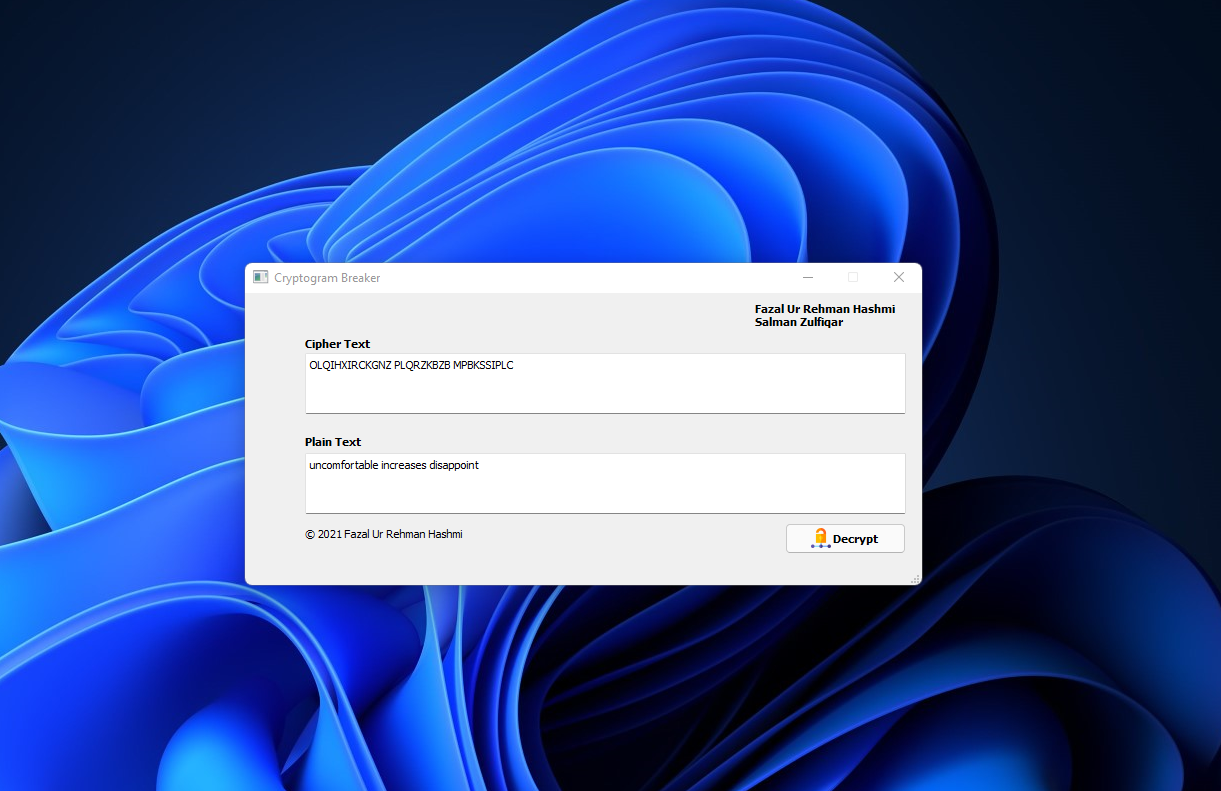 Cryptogram Breaker
Fazal Ur Rehman Hashmi
Salman Zulfiqar
Cipher Text
OLQIHXIRCKGNZ PLQRZKBZB MPBKSSIPLC
Plain Text
uncomfortable increases disappoint
© 2021 Fazal Ur Rehman Hashmi
Decrypt